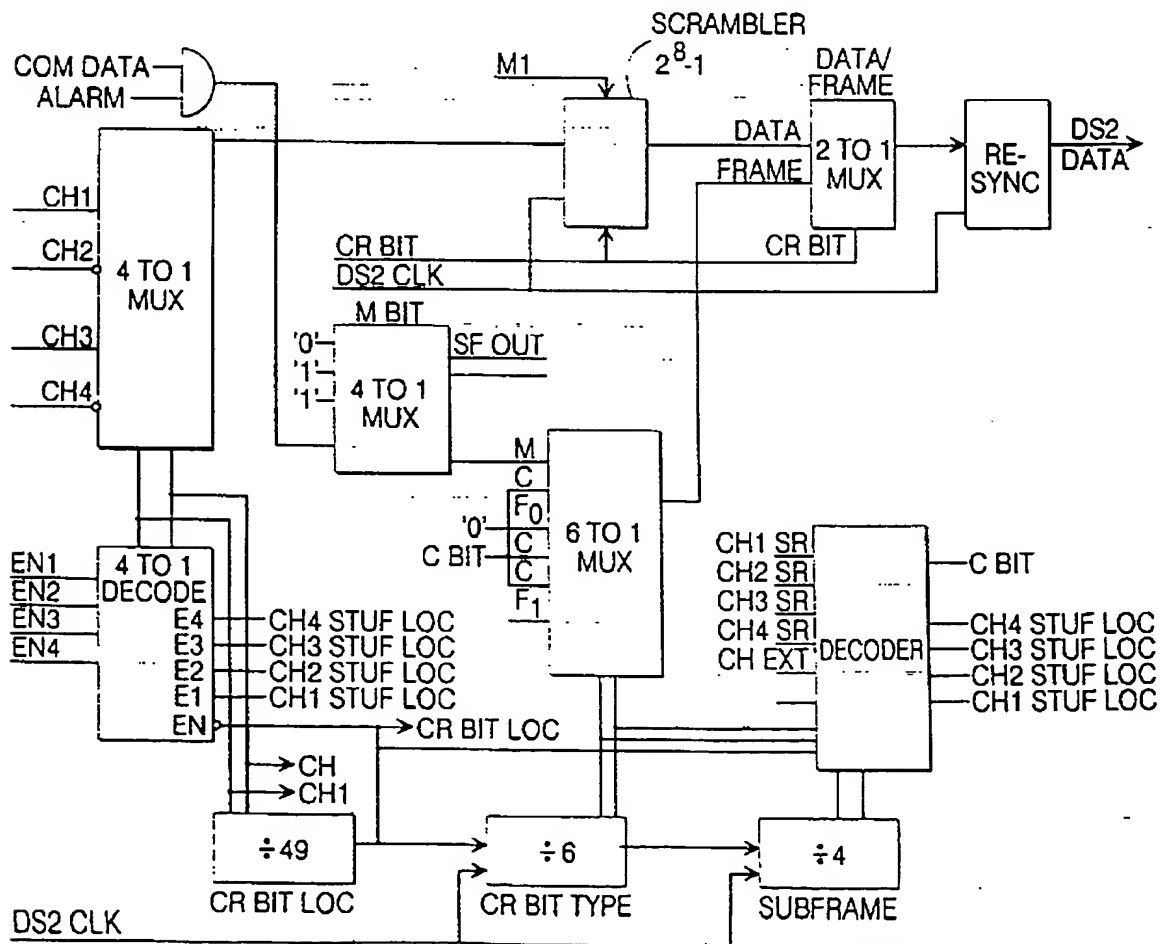 SCRAMBLER
2^8-1
COM DATA
ALARM
M1
DATA/
FRAME
DATA
FRAME
2 TO 1
MUX
RE-
SYNC
DS2
DATA
CH1
CH2
CH3
CH4
4 TO 1
MUX
CR BIT
CR BIT
DS2 CLK
M BIT
'0'
'1'
'1'
4 TO 1
MUX
SF OUT
M
C
F0
'0'
C
C BIT
C
F1
6 TO 1
MUX
EN1
EN2
EN3
EN4
4 TO 1
DECODE
E4
E3
E2
E1
EN
CH4 STUF LOC
CH3 STUF LOC
CH2 STUF LOC
CH1 STUF LOC
CR BIT LOC
CH
CH1
CH1 SR
CH2 SR
CH3 SR
CH4 SR
CH EXT
DECODER
C BIT
CH4 STUF LOC
CH3 STUF LOC
CH2 STUF LOC
CH1 STUF LOC
÷49
÷6
÷4
CR BIT LOC
CR BIT TYPE
SUBFRAME
DS2 CLK